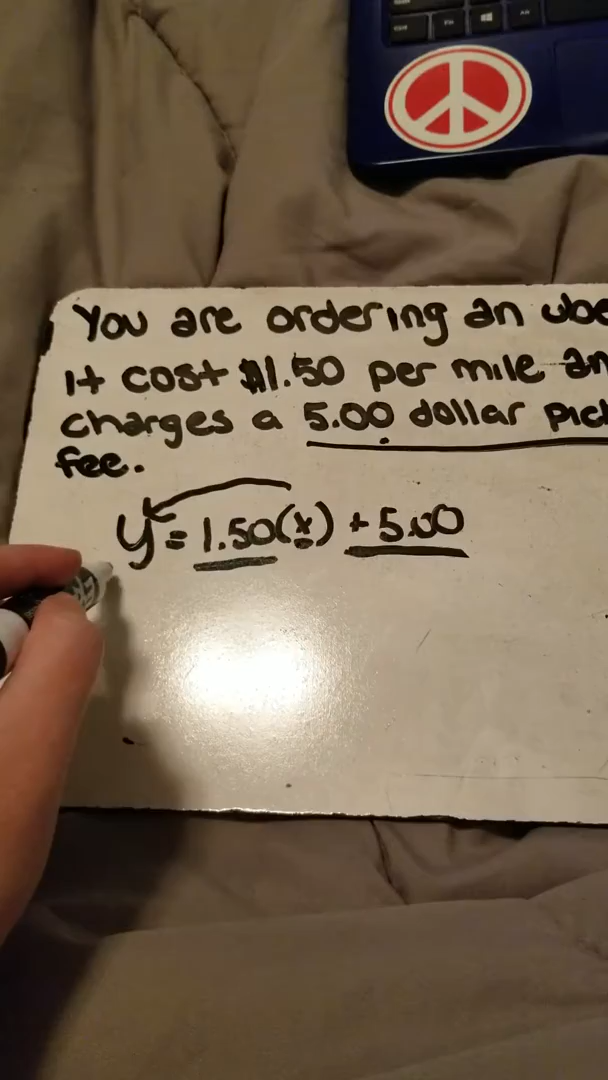 You are ordering an
It cost $1.50 per mile
charges a 5.00 dollar
fee.
y = 1.50(x) + 5.00